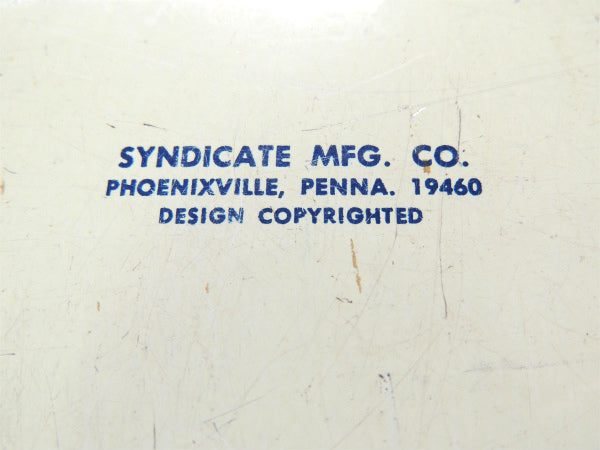 SYNDICATE MFG. CO.
PHOENIXVILLE, PENNA. 19460
DESIGN COPYRIGHTED